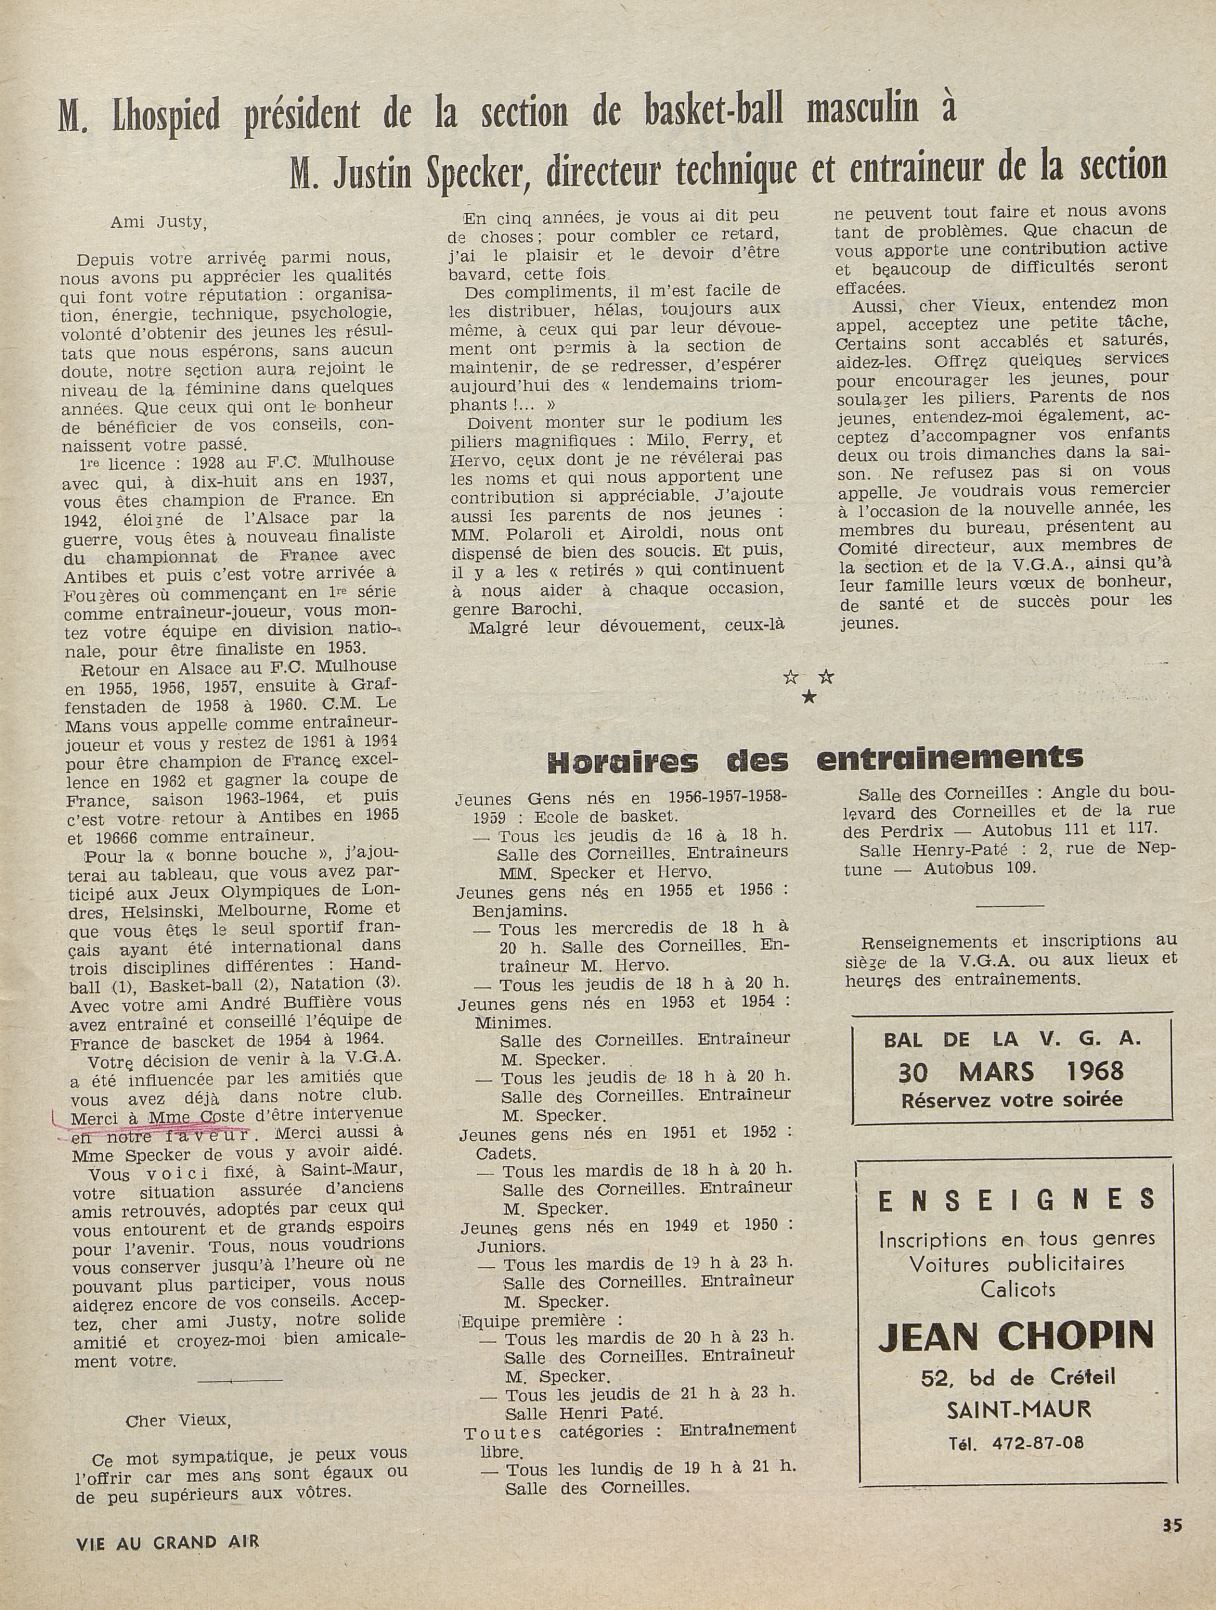 M. Lhospied président de la section de basket-ball masculin à
M. Justin Specker, directeur technique et entraineur de la section
Ami Justy,
Depuis votre arrivée parmi nous,
nous avons pu apprécier les qualités
qui font votre réputation : organisa-
tion, énergie, technique, psychologie,
volonté d'obtenir des jeunes les résul-
tats que nous espérons, sans aucun
doute, notre section aura rejoint le
niveau de la féminine dans quelques
années. Que ceux qui ont le bonheur
de bénéficier de vos conseils, con-
naissent votre passé.
1re licence : 1928 au F.C. Mulhouse
avec qui, à dix-huit ans en 1937,
vous êtes champion de France. En
1942, éloigné de l'Alsace par la
guerre, vous êtes à nouveau finaliste
du championnat de France avec
Antibes et puis c'est votre arrivée à
Fougères où commençant en 1re série
comme entraîneur-joueur, vous mon-
tez votre équipe en division natio-
nale, pour être finaliste en 1953.
Retour en Alsace au F.C. Mulhouse
en 1955, 1956, 1957, ensuite à Graf-
fenstaden de 1958 à 1960. C.M. Le
Mans vous appelle comme entraîneur-
joueur et vous y restez de 1961 à 1964
pour être champion de France excel-
lence en 1962 et gagner la coupe de
France, saison 1963-1964, et puis
c'est votre retour à Antibes en 1965
et 19666 comme entraineur.
Pour la « bonne bouche », j'ajou-
terai au tableau, que vous avez par-
ticipé aux Jeux Olympiques de Lon-
dres, Helsinski, Melbourne, Rome et
que vous êtes le seul sportif fran-
çais ayant été international dans
trois disciplines différentes : Hand-
ball (1), Basket-ball (2), Natation (3).
Avec votre ami André Buffière vous
avez entraîné et conseillé l'équipe de
France de bascket de 1954 à 1964.
Votre décision de venir à la V.G.A.
a été influencée par les amitiés que
vous avez déjà dans notre club.
Merci à Mme Coste d'être intervenue
en notre faveur. Merci aussi à
Mme Specker de vous y avoir aidé.
Vous voici fixé, à Saint-Maur,
votre situation assurée d'anciens
amis retrouvés, adoptés par ceux qui
vous entourent et de grands espoirs
pour l'avenir. Tous, nous voudrions
vous conserver jusqu'à l'heure où ne
pouvant plus participer, vous nous
aiderez encore de vos conseils. Accep-
tez, cher ami Justy, notre solide
amitié et croyez-moi bien amicale-
ment votre.
Cher Vieux,
Ce mot sympatique, je peux vous
l'offrir car mes ans sont égaux ou
de peu supérieurs aux vôtres.
En cinq années, je vous ai dit peu
de choses ; pour combler ce retard,
j'ai le plaisir et le devoir d'être
bavard, cette fois.
Des compliments, il m'est facile de
les distribuer, hélas, toujours aux
même, à ceux qui par leur dévoue-
ment ont permis à la section de
maintenir, de se redresser, d'espérer
aujourd'hui des « lendemains triom-
phants !... »
Doivent monter sur le podium les
piliers magnifiques : Milo, Ferry, et
Hervo, ceux dont je ne révélerai pas
les noms et qui nous apportent une
contribution si appréciable. J'ajoute
aussi les parents de nos jeunes :
MM. Polaroli et Airoldi, nous ont
dispensé de bien des soucis. Et puis,
il y a les « retirés » qui continuent
à nous aider à chaque occasion,
genre Barochi.
Malgré leur dévouement, ceux-là
ne peuvent tout faire et nous avons
tant de problèmes. Que chacun de
vous apporte une contribution active
et beaucoup de difficultés seront
effacées.
Aussi, cher Vieux, entendez mon
appel, acceptez une petite tâche,
Certains sont accablés et saturés,
aidez-les. Offrez quelques services
pour encourager les jeunes, pour
soulager les piliers. Parents de nos
jeunes, entendez-moi également, ac-
ceptez d'accompagner vos enfants
deux ou trois dimanches dans la sai-
son. Ne refusez pas si on vous
appelle. Je voudrais vous remercier
à l'occasion de la nouvelle année, les
membres du bureau, présentent au
Comité directeur, aux membres de
la section et de la V.G.A., ainsi qu'à
leur famille leurs vœux de bonheur,
de santé et de succès pour les
jeunes.
Horaires des entrainements
Jeunes Gens nés en 1956-1957-1958-
1959 : Ecole de basket.
— Tous les jeudis de 16 à 18 h.
Salle des Corneilles. Entraîneurs
MM. Specker et Hervo.
Jeunes gens nés en 1955 et 1956 :
Benjamins.
— Tous les mercredis de 18 h à
20 h. Salle des Corneilles. En-
traîneur M. Hervo.
— Tous les jeudis de 18 h à 20 h.
Jeunes gens nés en 1953 et 1954 :
Minimes.
Salle des Corneilles. Entraîneur
M. Specker.
— Tous les jeudis de 18 h à 20 h.
Salle des Corneilles. Entraîneur
M. Specker.
Jeunes gens nés en 1951 et 1952 :
Cadets.
— Tous les mardis de 18 h à 20 h.
Salle des Corneilles. Entraîneur
M. Specker.
Jeunes gens nés en 1949 et 1950 :
Juniors.
— Tous les mardis de 19 h à 23 h.
Salle des Corneilles. Entraîneur
M. Specker.
Equipe première :
— Tous les mardis de 20 h à 23 h.
Salle des Corneilles. Entraîneur
M. Specker.
— Tous les jeudis de 21 h à 23 h.
Salle Henri Paté.
Toutes catégories : Entraînement
libre.
— Tous les lundis de 19 h à 21 h.
Salle des Corneilles.
Salle des Corneilles : Angle du bou-
levard des Corneilles et de la rue
des Perdrix — Autobus 111 et 117.
Salle Henry-Paté : 2, rue de Nep-
tune — Autobus 109.
Renseignements et inscriptions au
siège de la V.G.A. ou aux lieux et
heures des entraînements.
BAL DE LA V. G. A.
30 MARS 1968
Réservez votre soirée
ENSEIGNES
Inscriptions en tous genres
Voitures publicitaires
Calicots
JEAN CHOPIN
52, bd de Créteil
SAINT-MAUR
Tél. 472-87-08
VIE AU GRAND AIR
35